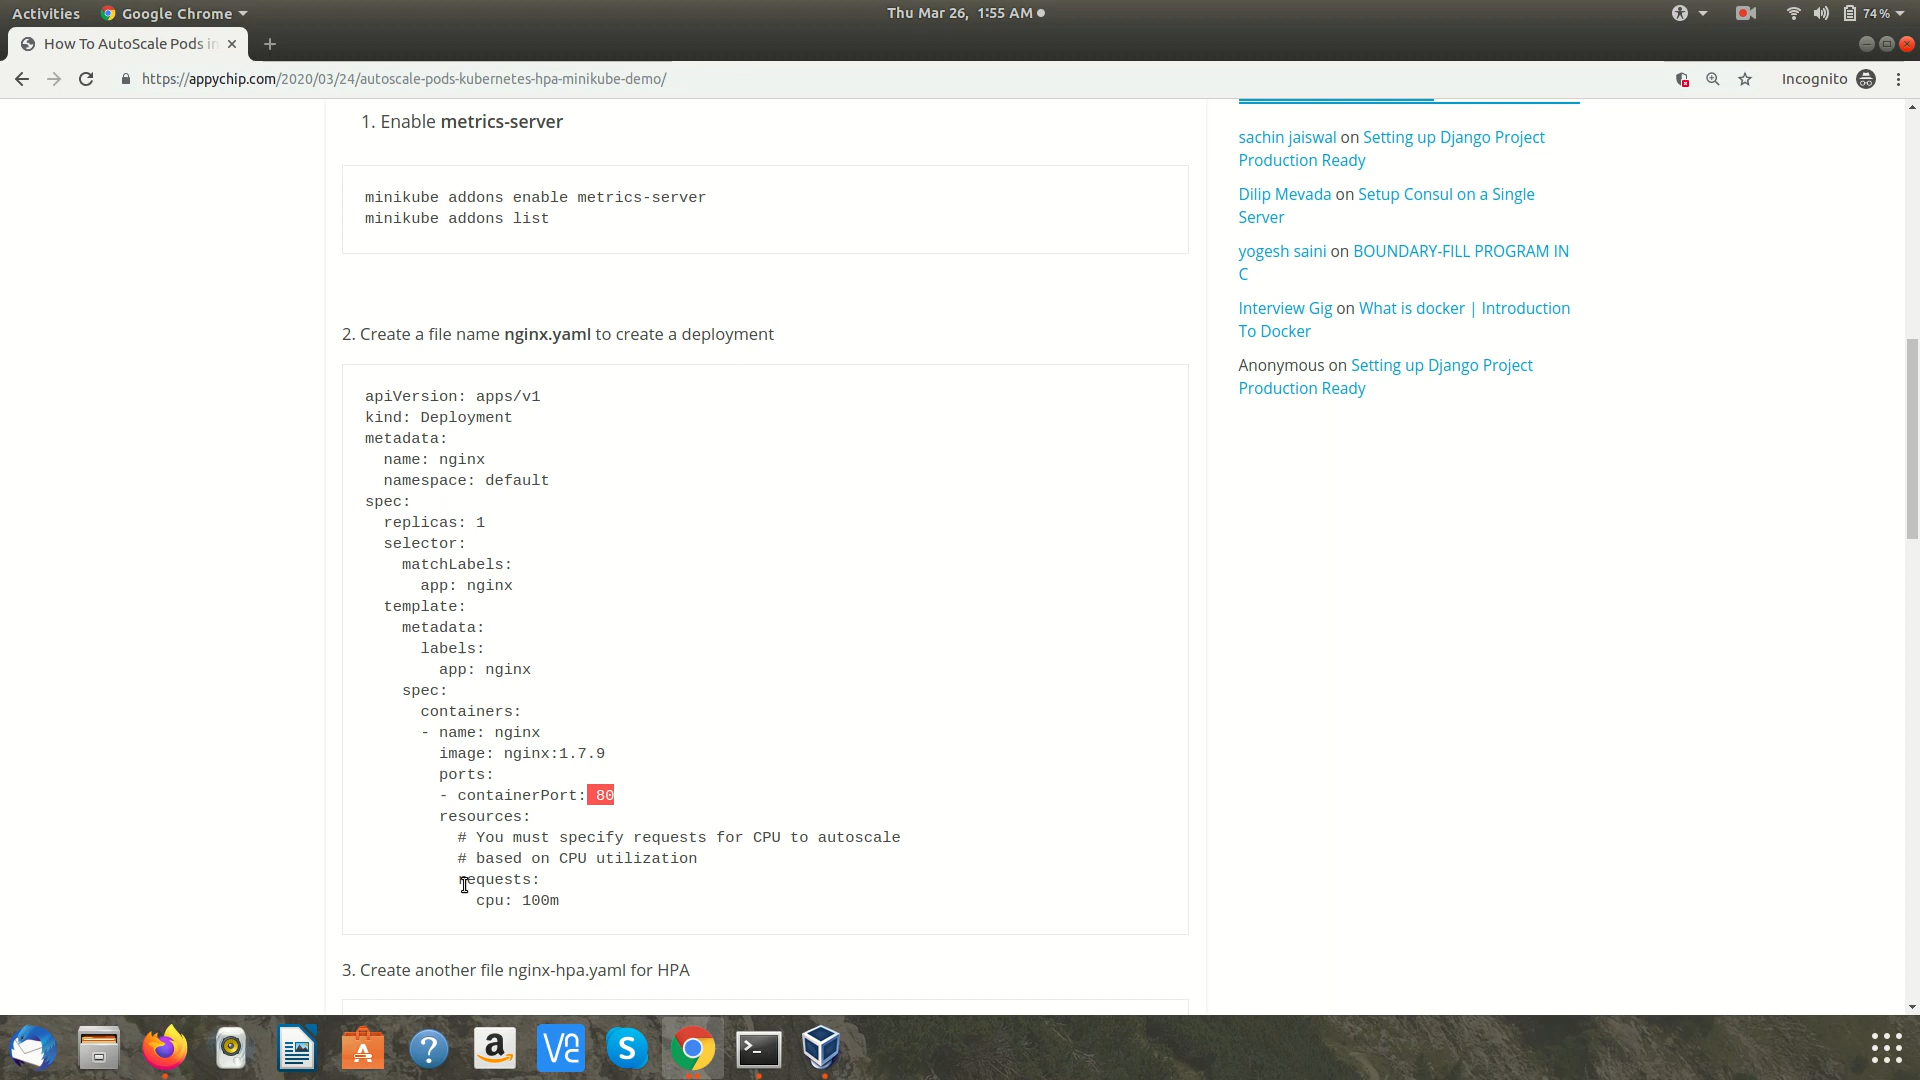 Activities Google Chrome Thu Mar 26, 1:55 AM 74 %
How To AutoScale Pods in
https://appychip.com/2020/03/24/autoscale-pods-kubernetes-hpa-minikube-demo/ Incognito
1. Enable metrics-server
minikube addons enable metrics-server
minikube addons list
2. Create a file name nginx.yaml to create a deployment
apiVersion: apps/v1
kind: Deployment
metadata:
  name: nginx
  namespace: default
spec:
  replicas: 1
  selector:
    matchLabels:
      app: nginx
  template:
    metadata:
      labels:
        app: nginx
    spec:
      containers:
      - name: nginx
        image: nginx:1.7.9
        ports:
        - containerPort: 80
        resources:
          # You must specify requests for CPU to autoscale
          # based on CPU utilization
          requests:
            cpu: 100m
3. Create another file nginx-hpa.yaml for HPA
sachin jaiswal on Setting up Django Project
Production Ready
Dilip Mevada on Setup Consul on a Single
Server
yogesh saini on BOUNDARY-FILL PROGRAM IN
C
Interview Gig on What is docker | Introduction
To Docker
Anonymous on Setting up Django Project
Production Ready